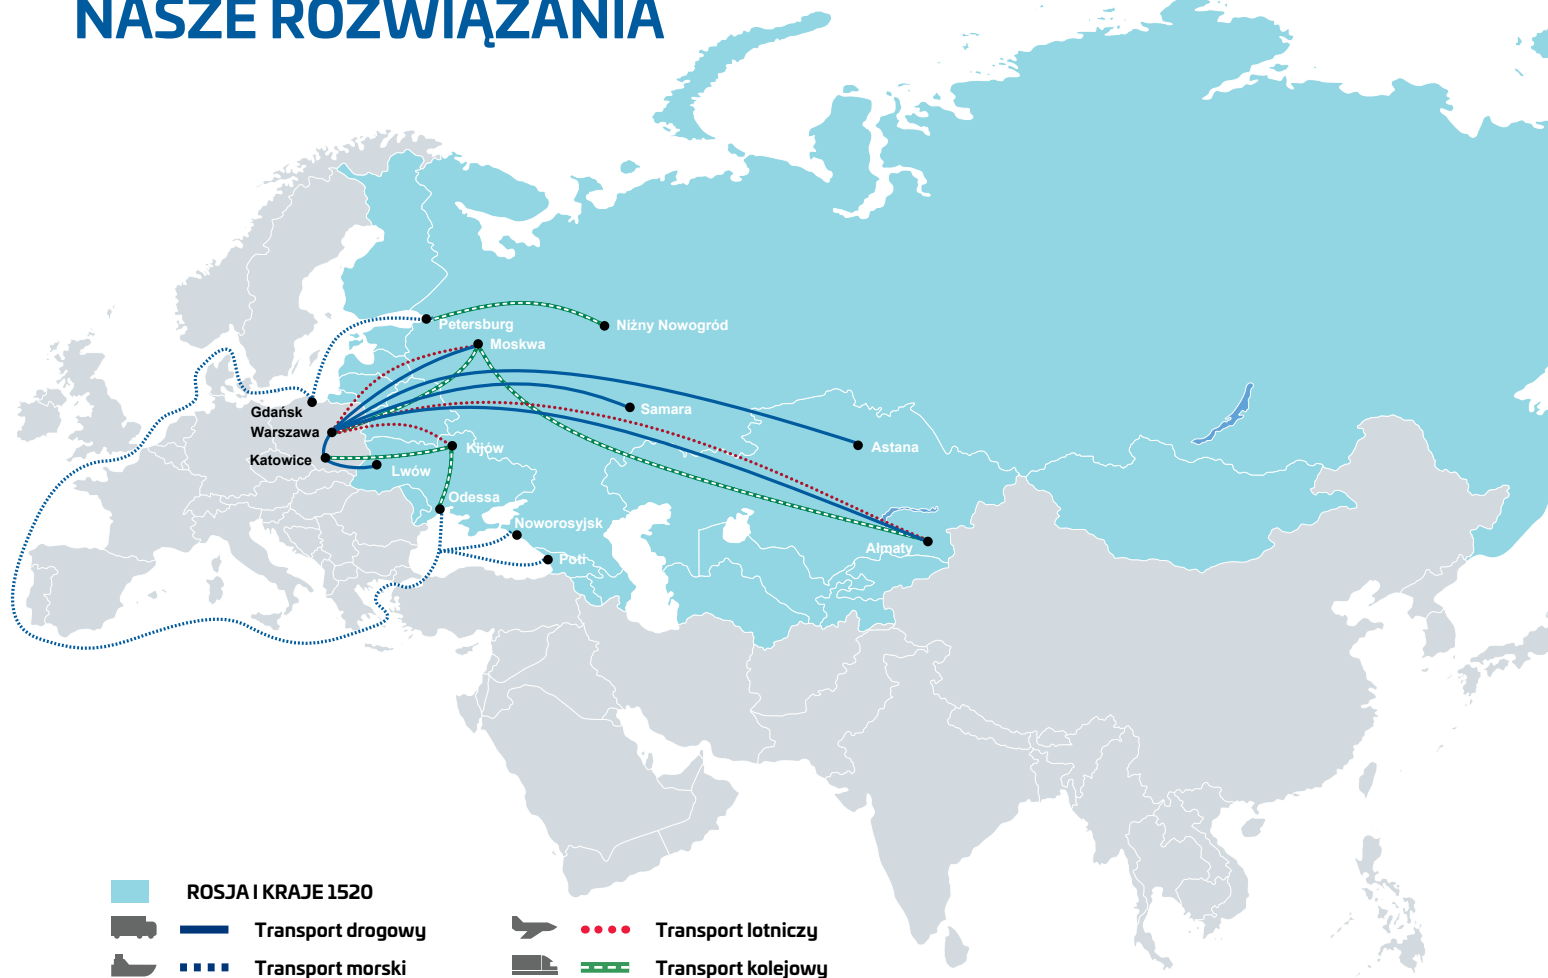 NASZE ROZWIĄZANIA
Petersburg
Niżny Nowogród
Moskwa
Gdańsk
Samara
Warszawa
Kijów
Astana
Katowice
Lwów
Odessa
Noworosyjsk
Ałmaty
Poti
ROSJA I KRAJE 1520
Transport drogowy
Transport lotniczy
Transport morski
Transport kolejowy